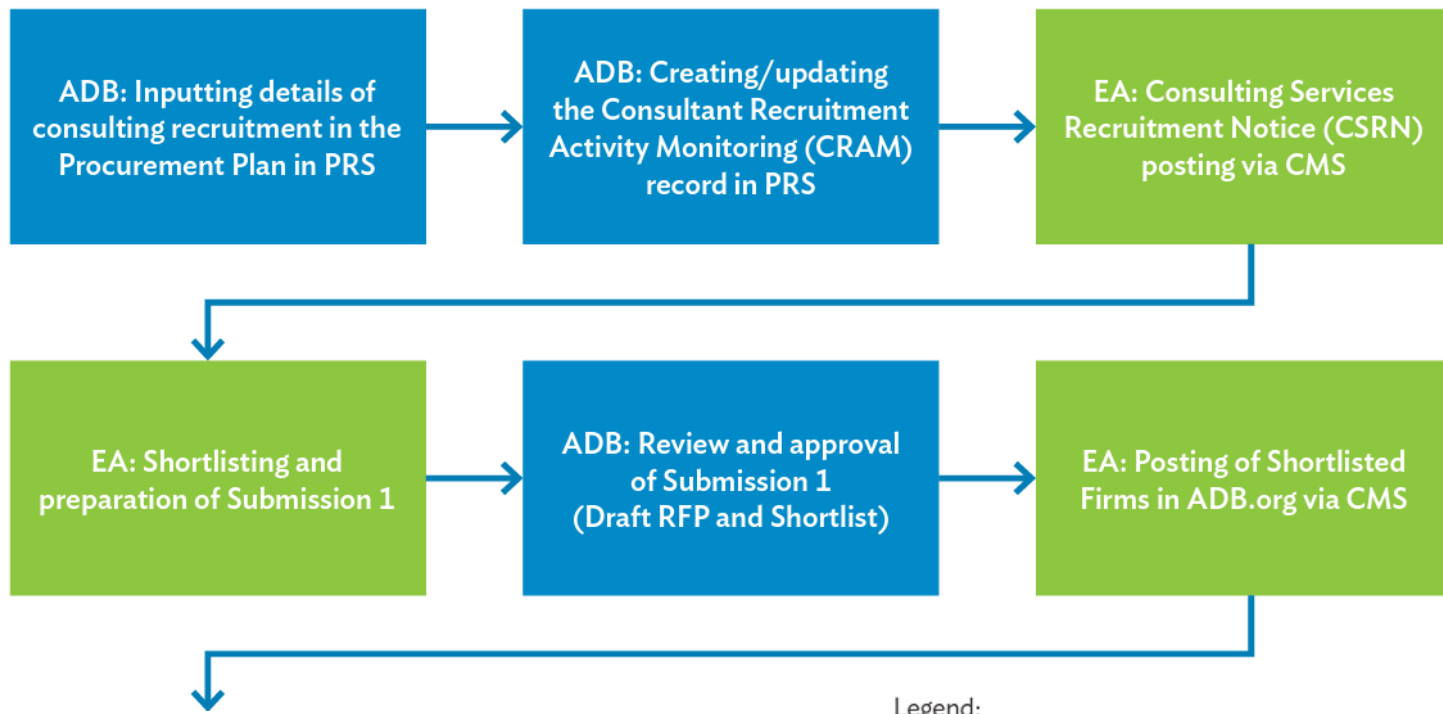 ADB: Inputting details of
consulting recruitment in the
Procurement Plan in PRS
ADB: Creating/updating
the Consultant Recruitment
Activity Monitoring (CRAM)
record in PRS
EA: Consulting Services
Recruitment Notice (CSRN)
posting via CMS
EA: Shortlisting and
preparation of Submission 1
ADB: Review and approval
of Submission 1
(Draft RFP and Shortlist)
EA: Posting of Shortlisted
Firms in ADB.org via CMS
Legend: